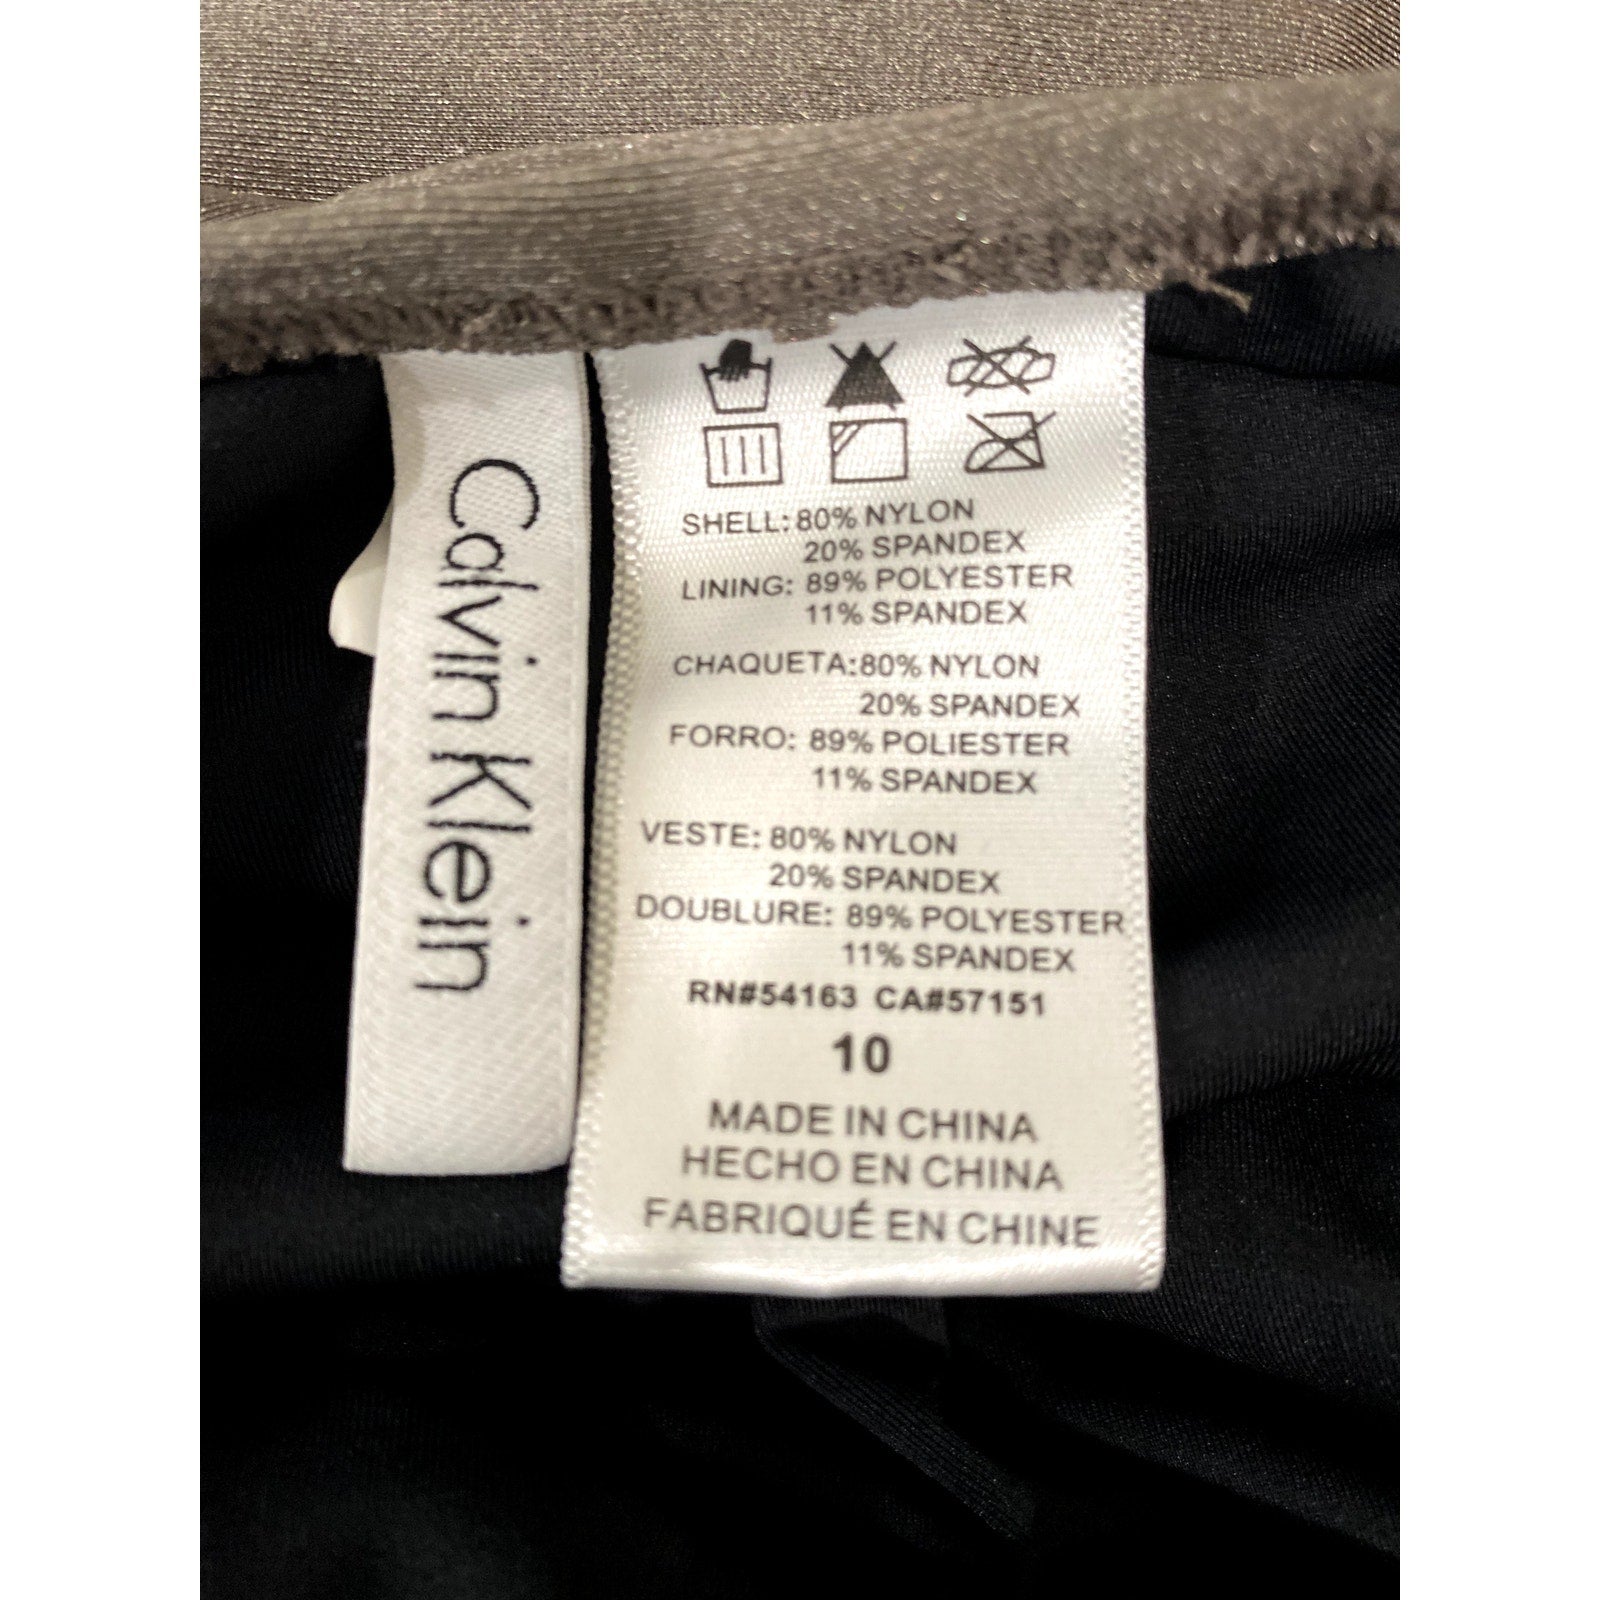 Calvin Klein
SHELL: 80% NYLON
20% SPANDEX
LINING: 89% POLYESTER
11% SPANDEX
CHAQUETA: 80% NYLON
20% SPANDEX
FORRO: 89% POLIESTER
11% SPANDEX
VESTE: 80% NYLON
20% SPANDEX
DOUBLURE: 89% POLYESTER
11% SPANDEX
RN#54163 CA#57151
10
MADE IN CHINA
HECHO EN CHINA
FABRIQUÉ EN CHINE